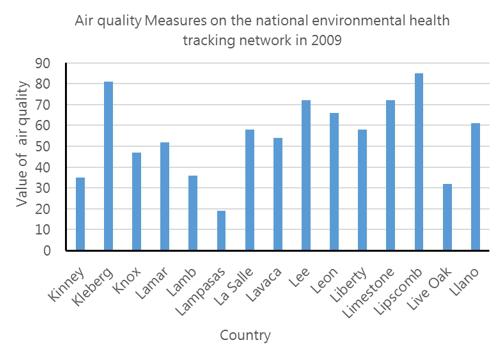 Air quality Measures on the national environmental health
tracking network in 2009
Value of air quality
90
80
70
60
50
40
30
20
10
0
Kinney
Kleberg
Knox
Lamar
Lamb
Lampasas
La Salle
Lavaca
Lee
Leon
Liberty
Limestone
Lipscomb
Live Oak
Llano
Country